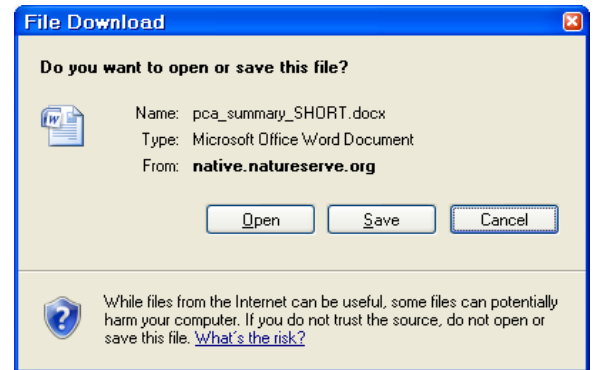 File Download
Do you want to open or save this file?
Name: pca_summary_SHORT.docx
Type: Microsoft Office Word Document
From: native.natureserve.org
Open Save Cancel
While files from the Internet can be useful, some files can potentially
harm your computer. If you do not trust the source, do not open or
save this file. What's the risk?